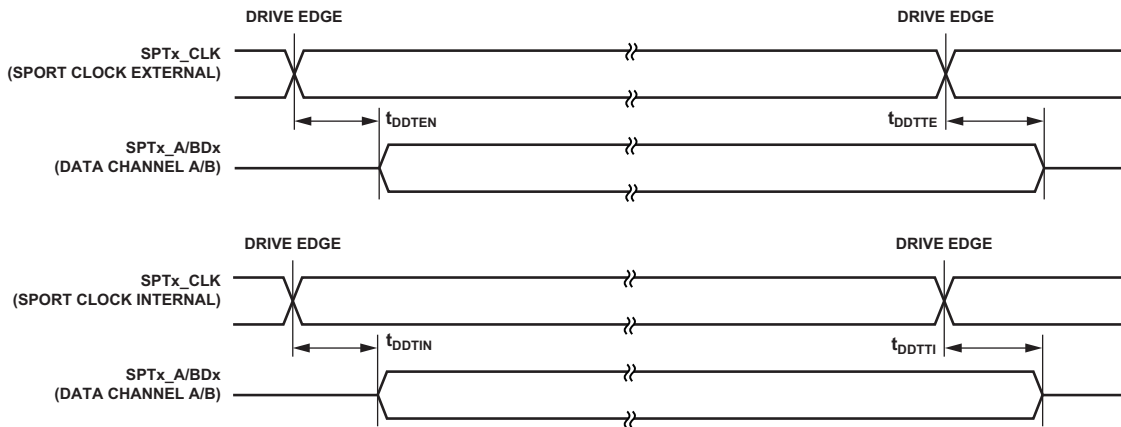 DRIVE EDGE DRIVE EDGE
SPTx_CLK
(SPORT CLOCK EXTERNAL)
tDDTEN tDDTTE
SPTx_A/BDx
(DATA CHANNEL A/B)
DRIVE EDGE DRIVE EDGE
SPTx_CLK
(SPORT CLOCK INTERNAL)
tDDTIN tDDTTI
SPTx_A/BDx
(DATA CHANNEL A/B)